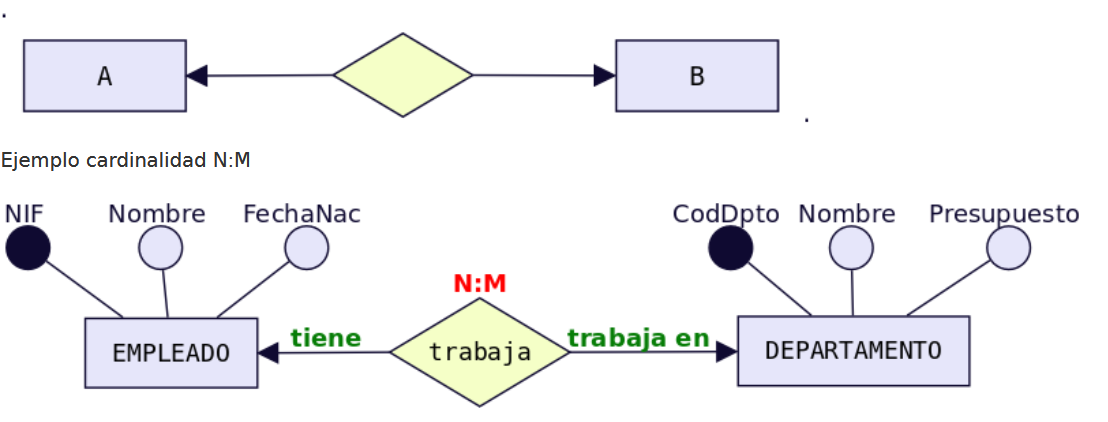 .
A B
.
Ejemplo cardinalidad N:M
NIF Nombre FechaNac CodDpto Nombre Presupuesto
N:M
tiene trabaja en
EMPLEADO trabaja DEPARTAMENTO